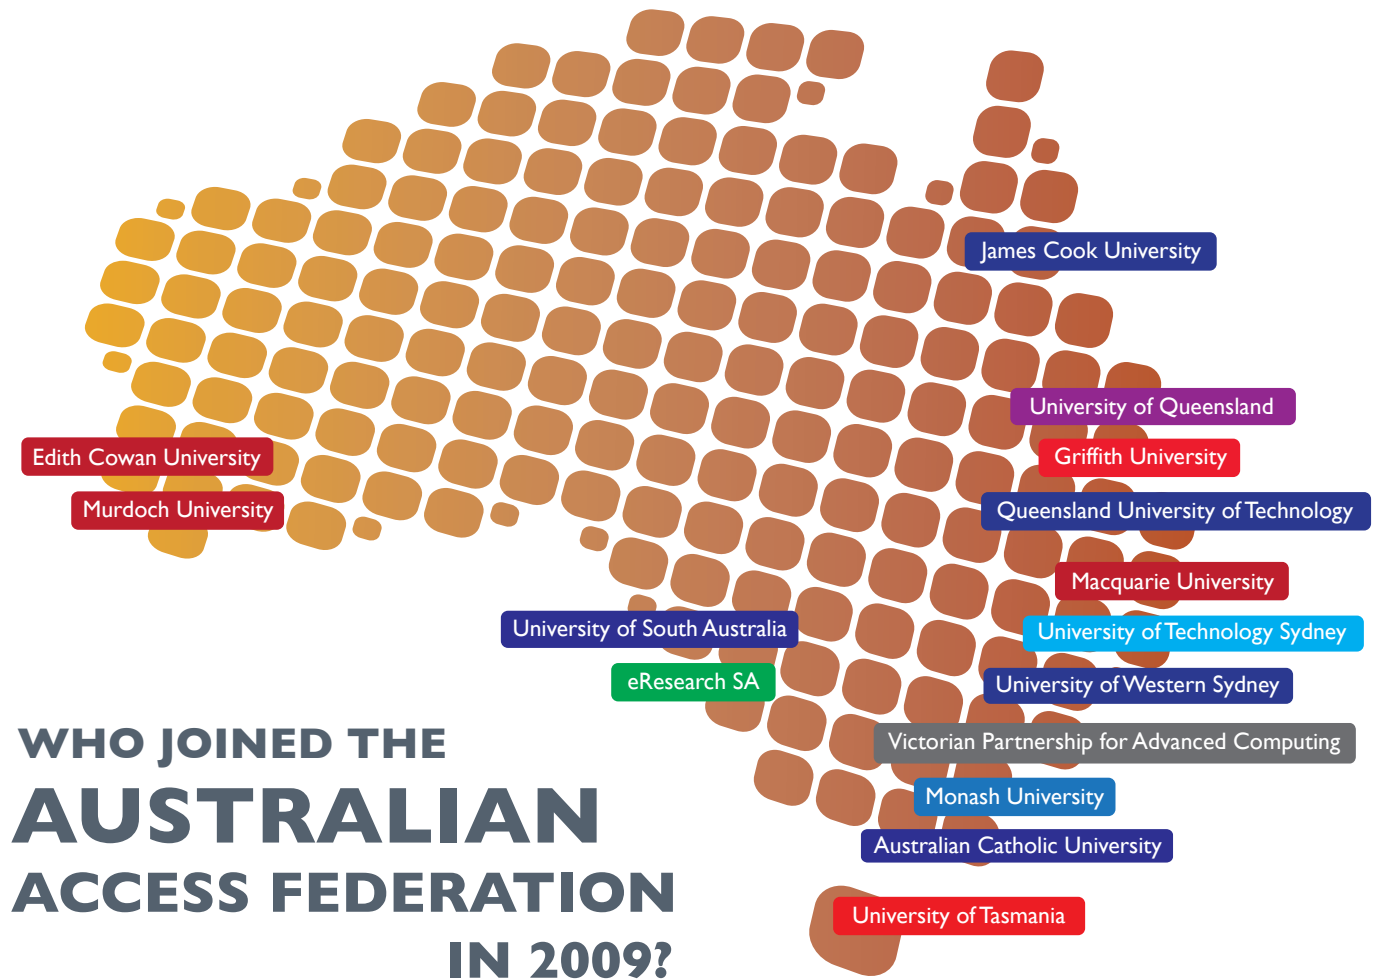 James Cook University
University of Queensland
Griffith University
Edith Cowan University
Murdoch University
Queensland University of Technology
Macquarie University
University of South Australia
University of Technology Sydney
eResearch SA
University of Western Sydney
Victorian Partnership for Advanced Computing
Monash University
Australian Catholic University
University of Tasmania
WHO JOINED THE
AUSTRALIAN
ACCESS FEDERATION
IN 2009?